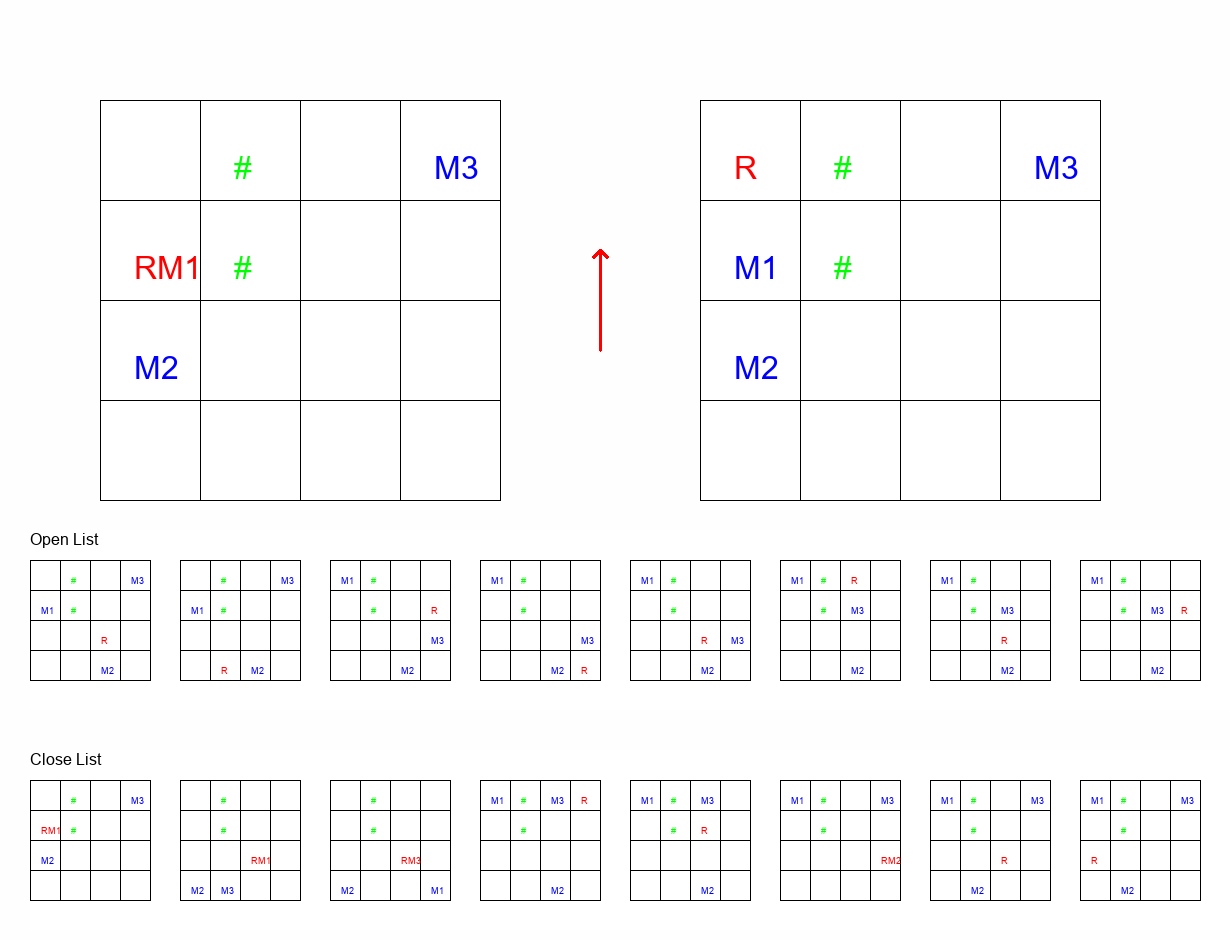 # M3 R # M3
RM1 # M1 #
M2 M2
Open List
# M3 # M3 M1 # M1 # M1 # M1 # R M1 # M1 #
M1 # M1 # # R # # # M3 # M3 # M3 R
R M3 M3 R M3 R
M2 R M2 M2 M2 R M2 M2 M2 M2
Close List
# M3 # # M1 # M3 R M1 # M3 M1 # M3 M1 # M3 M1 # M3
RM1 # # # # # R # # #
M2 RM1 RM3 RM2 R R
M2 M3 M2 M1 M2 M2 M2 M2